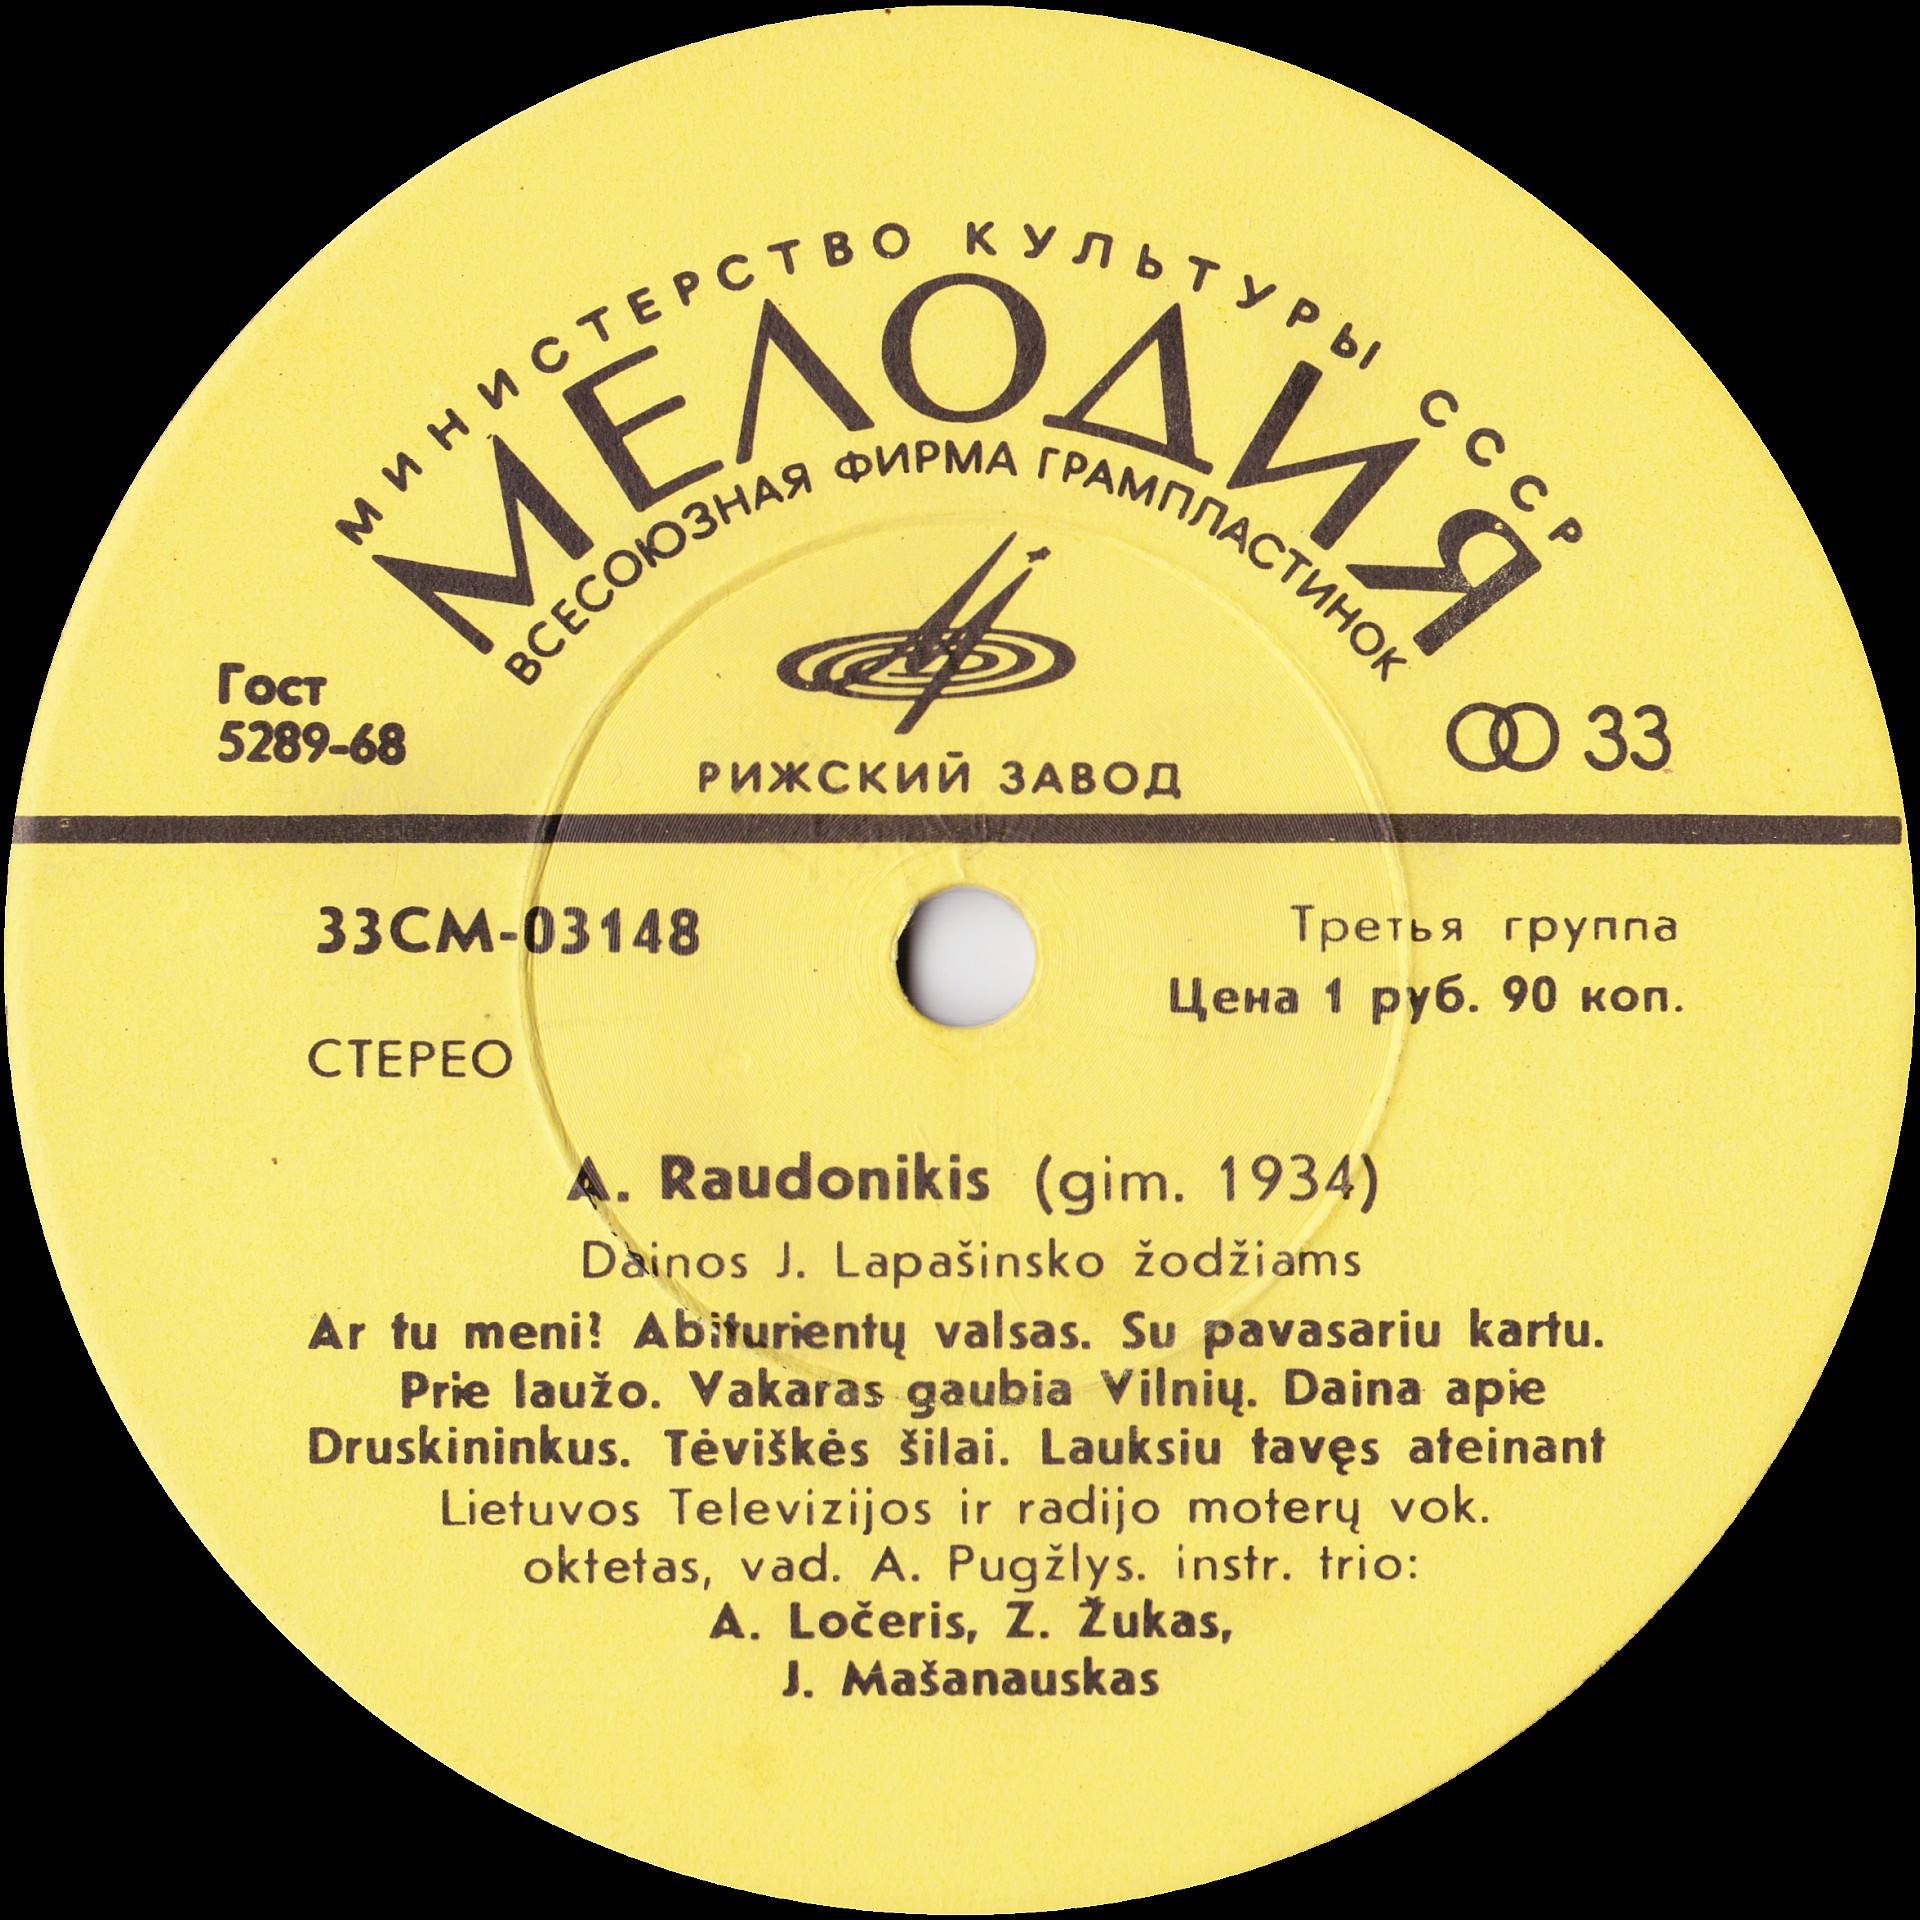 МИНИСТЕРСТВО КУЛЬТУРЫ СССР
МЕЛОДИЯ
ВСЕСОЮЗНАЯ ФИРМА ГРАМПЛАСТИНОК
Гост
5289-68
33
РИЖСКИЙ ЗАВОД
33СМ-03148
Третья группа
Цена 1 руб. 90 коп.
СТЕРЕО
A. Raudonikis (gim. 1934)
Dainos J. Lapašinsko žodžiams
Ar tu meni? Abiturientų valsas. Su pavasariu kartu.
Prie laužo. Vakaras gaubia Vilnių. Daina apie
Druskininkus. Tėviškės šilai. Lauksiu tavęs ateinant
Lietuvos Televizijos ir radijo moterų vok.
oktetas, vad. A. Pugžlys. instr. trio:
A. Ločeris, Z. Žukas,
J. Mašanauskas